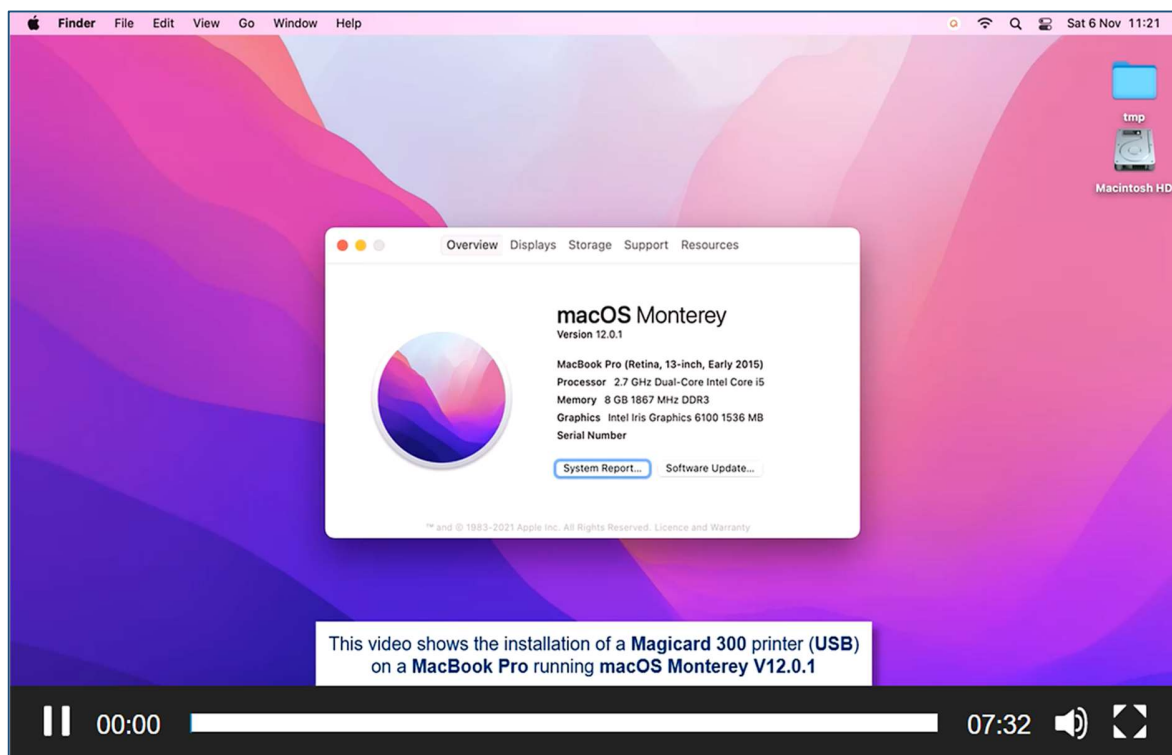 Finder File Edit View Go Window Help Sat 6 Nov 11:21
tmp
Macintosh HD
Overview Displays Storage Support Resources
macOS Monterey
Version 12.0.1
MacBook Pro (Retina, 13-inch, Early 2015)
Processor 2.7 GHz Dual-Core Intel Core i5
Memory 8 GB 1867 MHz DDR3
Graphics Intel Iris Graphics 6100 1536 MB
Serial Number
System Report... Software Update...
™ and © 1983-2021 Apple Inc. All Rights Reserved. Licence and Warranty
This video shows the installation of a Magicard 300 printer (USB)
on a MacBook Pro running macOS Monterey V12.0.1
00:00 07:32